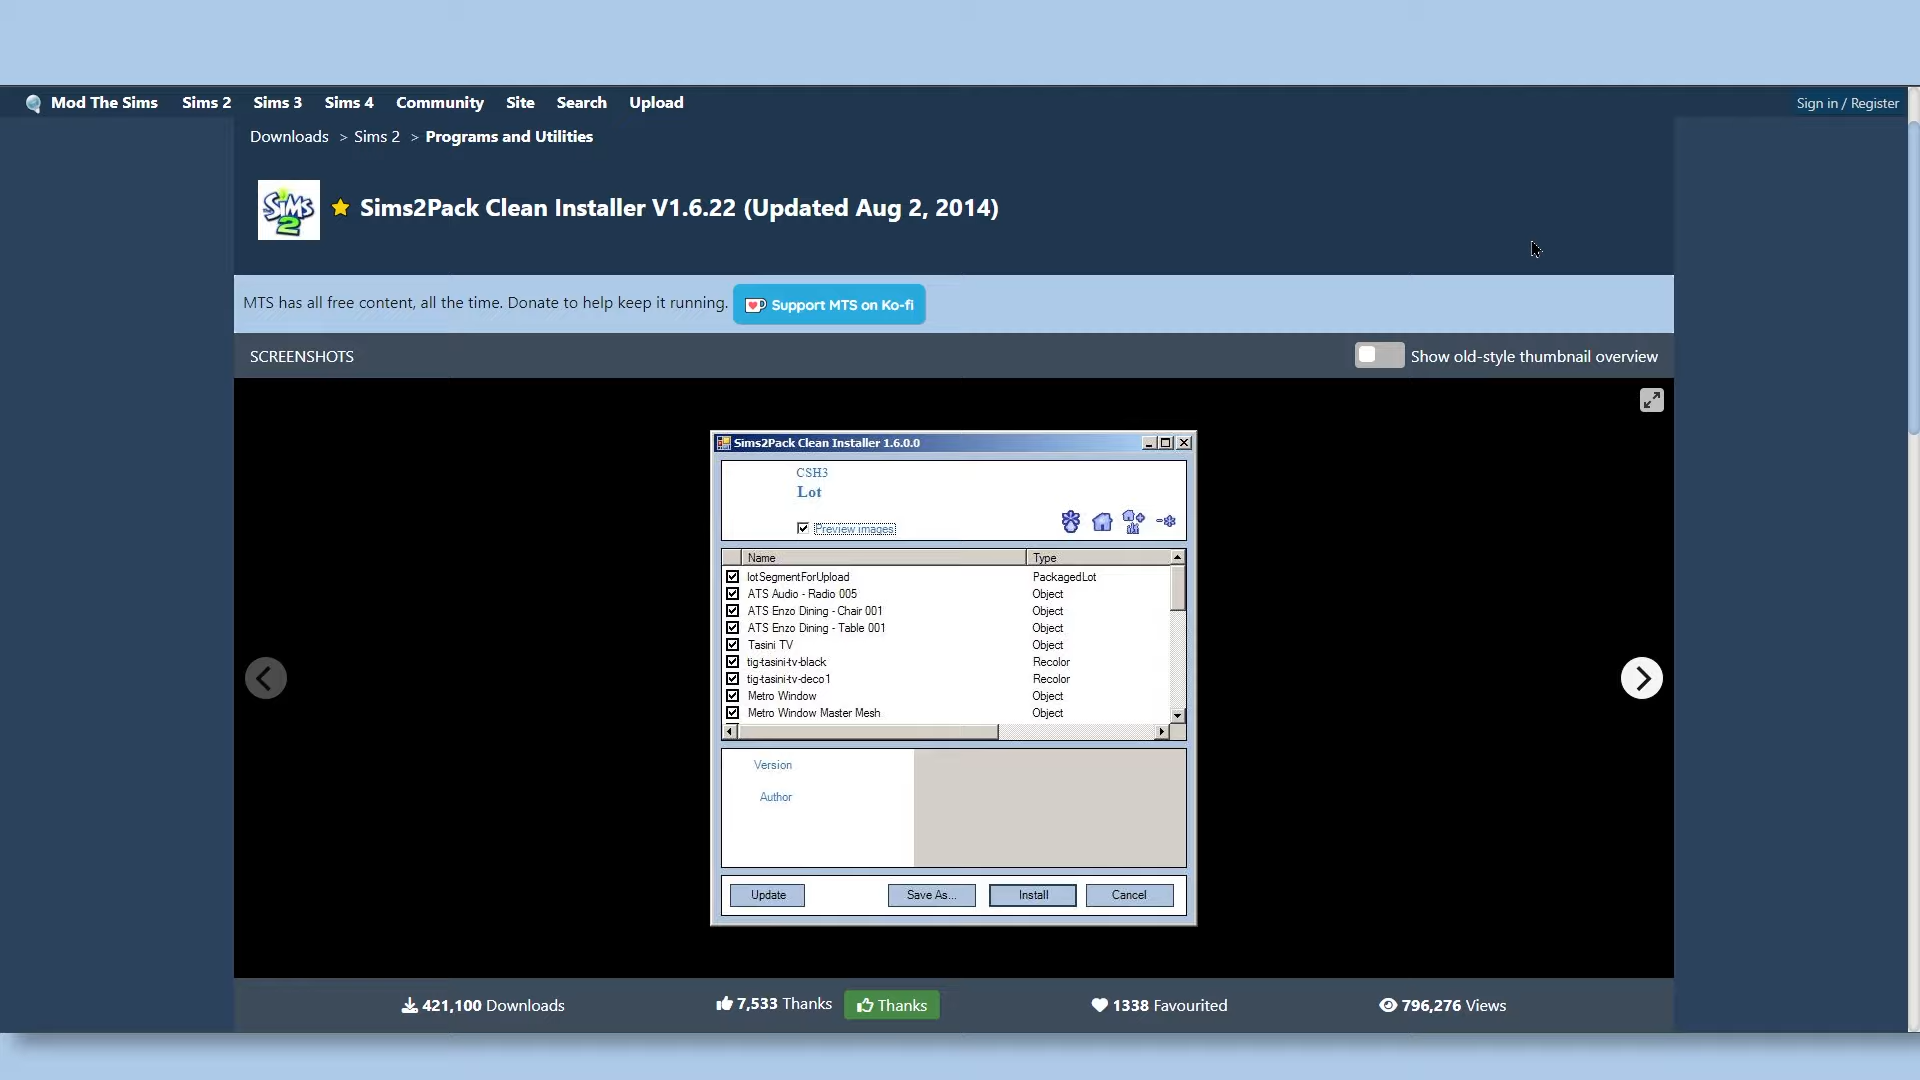 Mod The Sims Sims 2 Sims 3 Sims 4 Community Site Search Upload Sign in / Register
Downloads > Sims 2 > Programs and Utilities
SiMS 2
Sims2Pack Clean Installer V1.6.22 (Updated Aug 2, 2014)
MTS has all free content, all the time. Donate to help keep it running. Support MTS on Ko-fi
SCREENSHOTS Show old-style thumbnail overview
Sims2Pack Clean Installer 1.6.0.0
CSH3
Lot
Preview images
Name Type
lotSegmentForUpload PackagedLot
ATS Audio - Radio 005 Object
ATS Enzo Dining - Chair 001 Object
ATS Enzo Dining - Table 001 Object
Tasini TV Object
tig-tasini-tv-black Recolor
tig-tasini-tv-deco1 Recolor
Metro Window Object
Metro Window Master Mesh Object
Version
Author
Update Save As... Install Cancel
421,100 Downloads 7,533 Thanks Thanks 1338 Favourited 796,276 Views